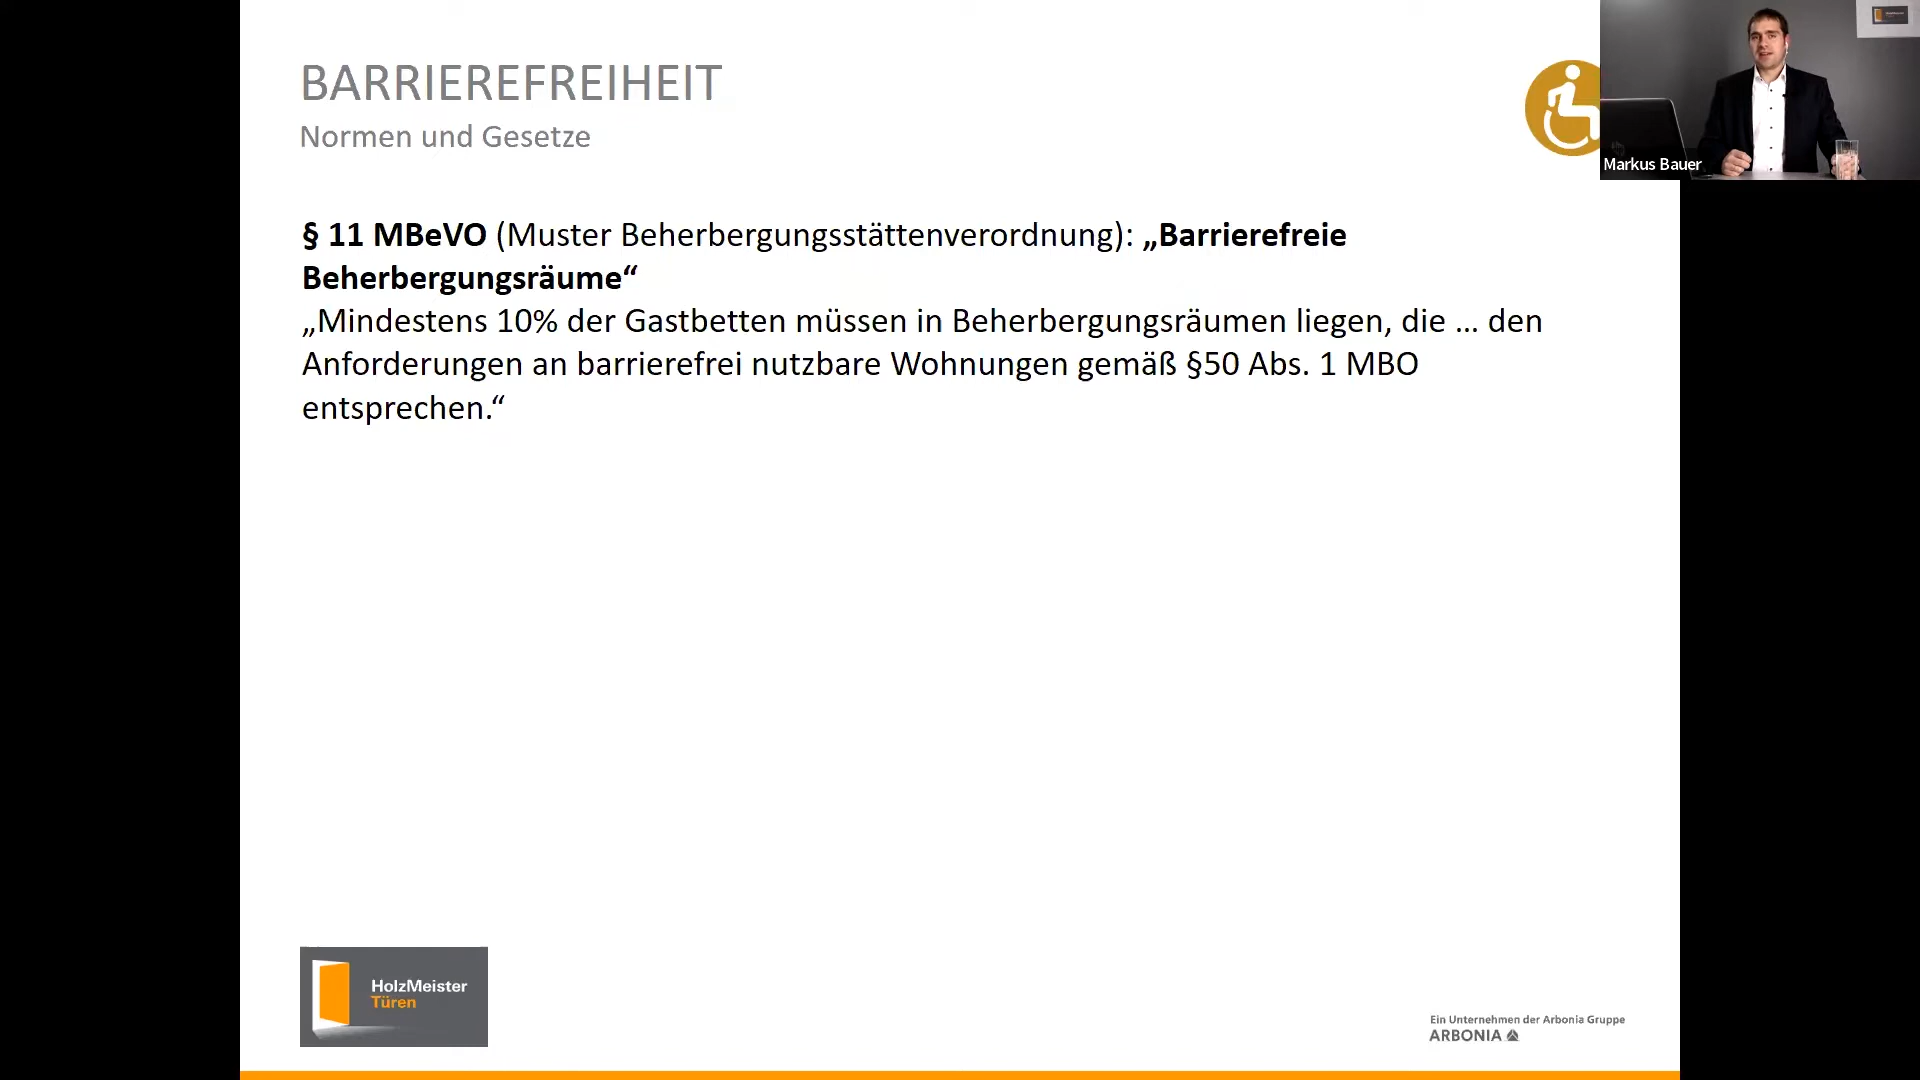 BARRIEREFREIHEIT
Normen und Gesetze
Markus Bauer
§ 11 MBeVO (Muster Beherbergungsstättenverordnung): „Barrierefreie
Beherbergungsräume“
„Mindestens 10% der Gastbetten müssen in Beherbergungsräumen liegen, die … den
Anforderungen an barrierefrei nutzbare Wohnungen gemäß §50 Abs. 1 MBO
entsprechen.“
HolzMeister
Türen
Ein Unternehmen der Arbonia Gruppe
ARBONIA